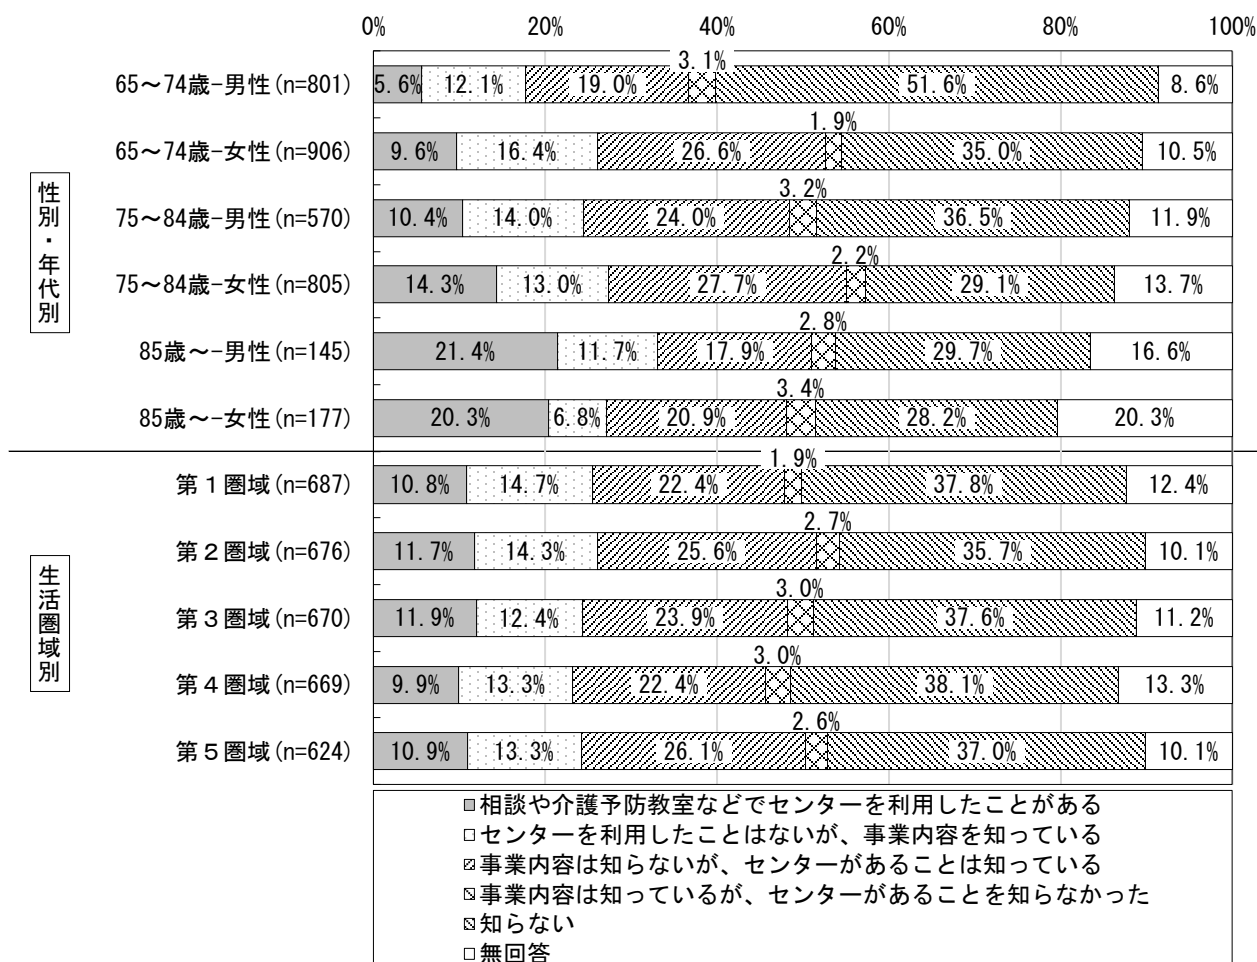 0% 20% 40% 60% 80% 100%
性別・年代別
65～74歳-男性(n=801) 5.6% 12.1% 19.0% 3.1% 51.6% 8.6%
65～74歳-女性(n=906) 9.6% 16.4% 26.6% 1.9% 35.0% 10.5%
75～84歳-男性(n=570) 10.4% 14.0% 24.0% 3.2% 36.5% 11.9%
75～84歳-女性(n=805) 14.3% 13.0% 27.7% 2.2% 29.1% 13.7%
85歳～-男性(n=145) 21.4% 11.7% 17.9% 2.8% 29.7% 16.6%
85歳～-女性(n=177) 20.3% 6.8% 20.9% 3.4% 28.2% 20.3%
生活圏域別
第１圏域(n=687) 10.8% 14.7% 22.4% 1.9% 37.8% 12.4%
第２圏域(n=676) 11.7% 14.3% 25.6% 2.7% 35.7% 10.1%
第３圏域(n=670) 11.9% 12.4% 23.9% 3.0% 37.6% 11.2%
第４圏域(n=669) 9.9% 13.3% 22.4% 3.0% 38.1% 13.3%
第５圏域(n=624) 10.9% 13.3% 26.1% 2.6% 37.0% 10.1%
相談や介護予防教室などでセンターを利用したことがある
センターを利用したことはないが、事業内容を知っている
事業内容は知らないが、センターがあることは知っている
事業内容は知っているが、センターがあることを知らなかった
知らない
無回答